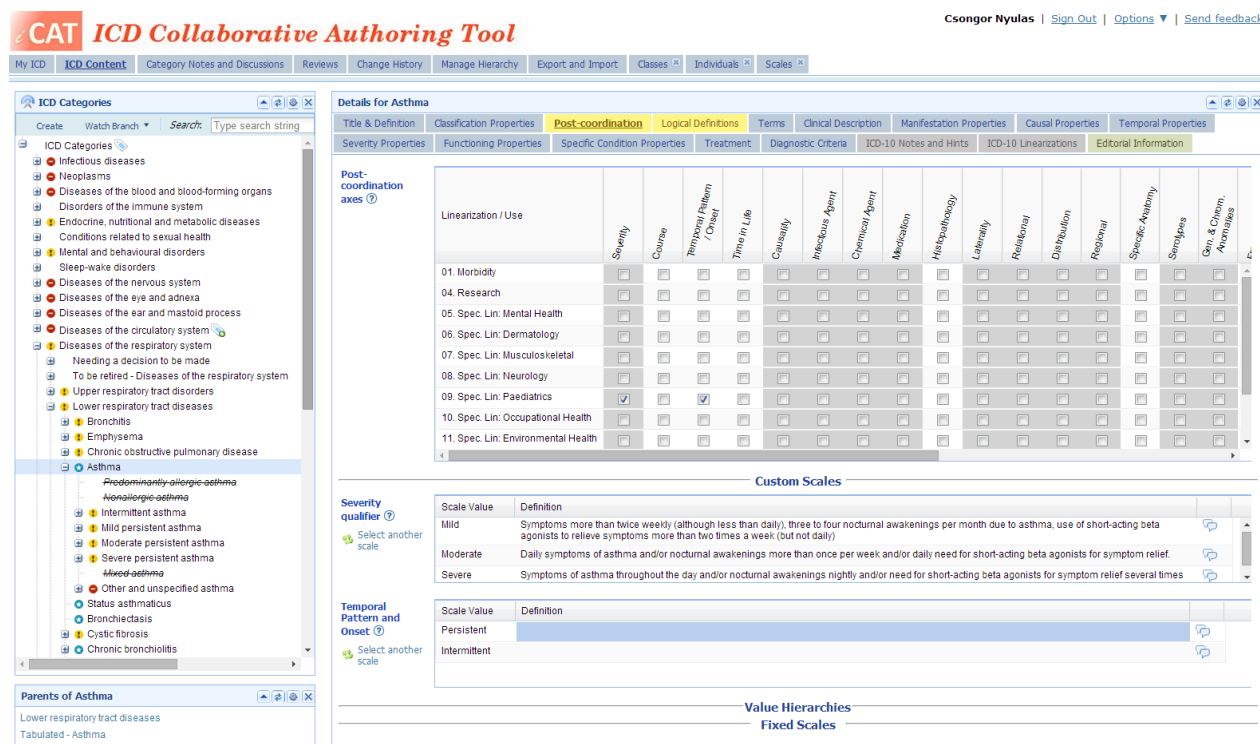 Csongor Nyulas | Sign Out | Options ▼ | Send feedback
iCAT ICD Collaborative Authoring Tool
My ICD ICD Content Category Notes and Discussions Reviews Change History Manage Hierarchy Export and Import Classes Individuals Scales
ICD Categories
Create Watch Branch Search: Type search string
ICD Categories
Infectious diseases
Neoplasms
Diseases of the blood and blood-forming organs
Disorders of the immune system
Endocrine, nutritional and metabolic diseases
Conditions related to sexual health
Mental and behavioural disorders
Sleep-wake disorders
Diseases of the nervous system
Diseases of the eye and adnexa
Diseases of the ear and mastoid process
Diseases of the circulatory system
Diseases of the respiratory system
Needing a decision to be made
To be retired - Diseases of the respiratory system
Upper respiratory tract disorders
Lower respiratory tract diseases
Bronchitis
Emphysema
Chronic obstructive pulmonary disease
Asthma
Predominantly allergic asthma
Nonallergic asthma
Intermittent asthma
Mild persistent asthma
Moderate persistent asthma
Severe persistent asthma
Mixed asthma
Other and unspecified asthma
Status asthmaticus
Bronchiectasis
Cystic fibrosis
Chronic bronchiolitis
Parents of Asthma
Lower respiratory tract diseases
Tabulated - Asthma
Details for Asthma
Title & Definition Classification Properties Post-coordination Logical Definitions Terms Clinical Description Manifestation Properties Causal Properties Temporal Properties
Severity Properties Functioning Properties Specific Condition Properties Treatment Diagnostic Criteria ICD-10 Notes and Hints ICD-10 Linearizations Editorial Information
Post-
coordination
axes
Linearization / Use
Severity
Course
Temporal Pattern
/ Onset
Time in Life
Causality
Infectious Agent
Chemical Agent
Medication
Histopathology
Laterality
Relational
Distribution
Regional
Specific Anatomy
Serotypes
Gen. & Chrom.
Anomalies
01. Morbidity
04. Research
05. Spec. Lin: Mental Health
06. Spec. Lin: Dermatology
07. Spec. Lin: Musculoskeletal
08. Spec. Lin: Neurology
09. Spec. Lin: Paediatrics
10. Spec. Lin: Occupational Health
11. Spec. Lin: Environmental Health
Custom Scales
Severity
qualifier
Select another
scale
Scale Value Definition
Mild Symptoms more than twice weekly (although less than daily), three to four nocturnal awakenings per month due to asthma, use of short-acting beta
agonists to relieve symptoms more than two times a week (but not daily)
Moderate Daily symptoms of asthma and/or nocturnal awakenings more than once per week and/or daily need for short-acting beta agonists for symptom relief.
Severe Symptoms of asthma throughout the day and/or nocturnal awakenings nightly and/or need for short-acting beta agonists for symptom relief several times
Temporal
Pattern and
Onset
Select another
scale
Scale Value Definition
Persistent
Intermittent
Value Hierarchies
Fixed Scales